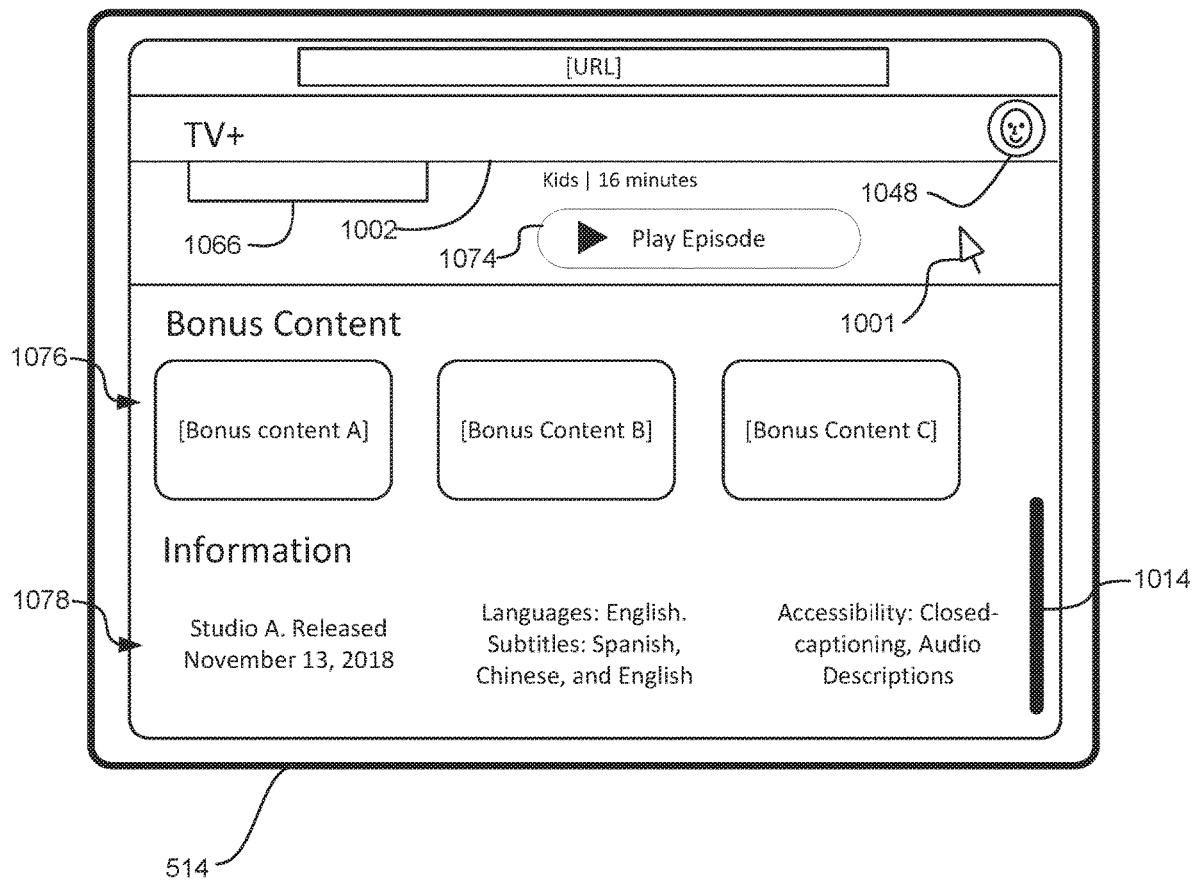 [URL]
TV+
Kids | 16 minutes
1048
1066
1002
1074
Play Episode
1001
Bonus Content
1076
[Bonus content A]
[Bonus Content B]
[Bonus Content C]
Information
1014
1078
Studio A. Released
November 13, 2018
Languages: English.
Subtitles: Spanish,
Chinese, and English
Accessibility: Closed-
captioning, Audio
Descriptions
514